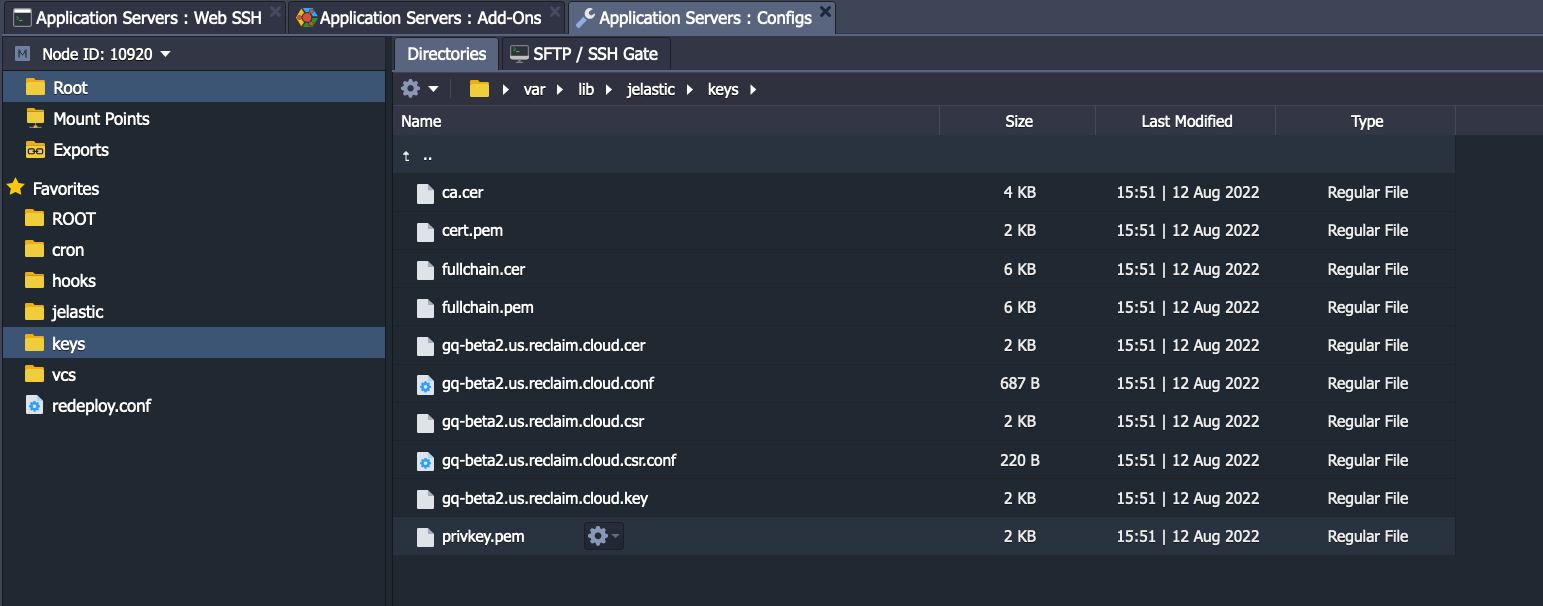 Application Servers : Web SSH Application Servers : Add-Ons Application Servers : Configs
M Node ID: 10920
Root
Mount Points
Exports
Favorites
ROOT
cron
hooks
jelastic
keys
vcs
redeploy.conf
Directories SFTP / SSH Gate
var lib jelastic keys
Name Size Last Modified Type
..
ca.cer 4 KB 15:51 | 12 Aug 2022 Regular File
cert.pem 2 KB 15:51 | 12 Aug 2022 Regular File
fullchain.cer 6 KB 15:51 | 12 Aug 2022 Regular File
fullchain.pem 6 KB 15:51 | 12 Aug 2022 Regular File
gq-beta2.us.reclaim.cloud.cer 2 KB 15:51 | 12 Aug 2022 Regular File
gq-beta2.us.reclaim.cloud.conf 687 B 15:51 | 12 Aug 2022 Regular File
gq-beta2.us.reclaim.cloud.csr 2 KB 15:51 | 12 Aug 2022 Regular File
gq-beta2.us.reclaim.cloud.csr.conf 220 B 15:51 | 12 Aug 2022 Regular File
gq-beta2.us.reclaim.cloud.key 2 KB 15:51 | 12 Aug 2022 Regular File
privkey.pem 2 KB 15:51 | 12 Aug 2022 Regular File